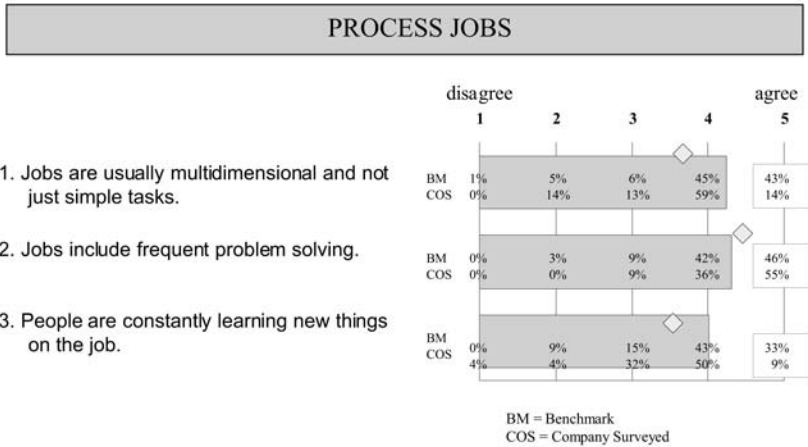 PROCESS JOBS
disagree agree
1 2 3 4 5
1. Jobs are usually multidimensional and not
just simple tasks.
BM 1% 5% 6% 45% 43%
COS 0% 14% 13% 59% 14%
2. Jobs include frequent problem solving.
BM 0% 3% 9% 42% 46%
COS 0% 0% 9% 36% 55%
3. People are constantly learning new things
on the job.
BM
COS
0% 9% 15% 43% 33%
4% 4% 32% 50% 9%
BM = Benchmark
COS = Company Surveyed